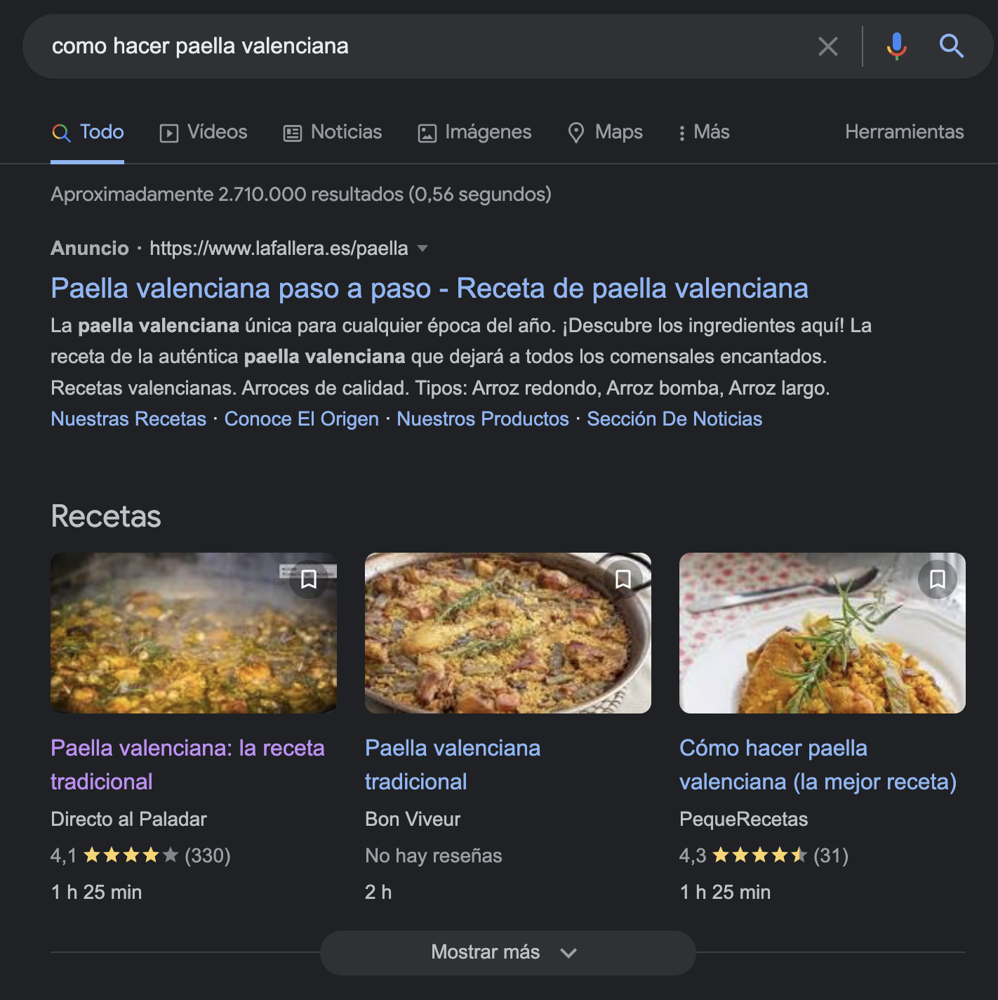 como hacer paella valenciana
Todo
Vídeos
Noticias
Imágenes
Maps
Más
Herramientas
Aproximadamente 2.710.000 resultados (0,56 segundos)
Anuncio · https://www.lafallera.es/paella
Paella valenciana paso a paso - Receta de paella valenciana
La paella valenciana única para cualquier época del año. ¡Descubre los ingredientes aquí! La
receta de la auténtica paella valenciana que dejará a todos los comensales encantados.
Recetas valencianas. Arroces de calidad. Tipos: Arroz redondo, Arroz bomba, Arroz largo.
Nuestras Recetas · Conoce El Origen · Nuestros Productos · Sección De Noticias
Recetas
Paella valenciana: la receta
tradicional
Directo al Paladar
4,1 (330)
1 h 25 min
Paella valenciana
tradicional
Bon Viveur
No hay reseñas
2 h
Cómo hacer paella
valenciana (la mejor receta)
PequeRecetas
4,3 (31)
1 h 25 min
Mostrar más